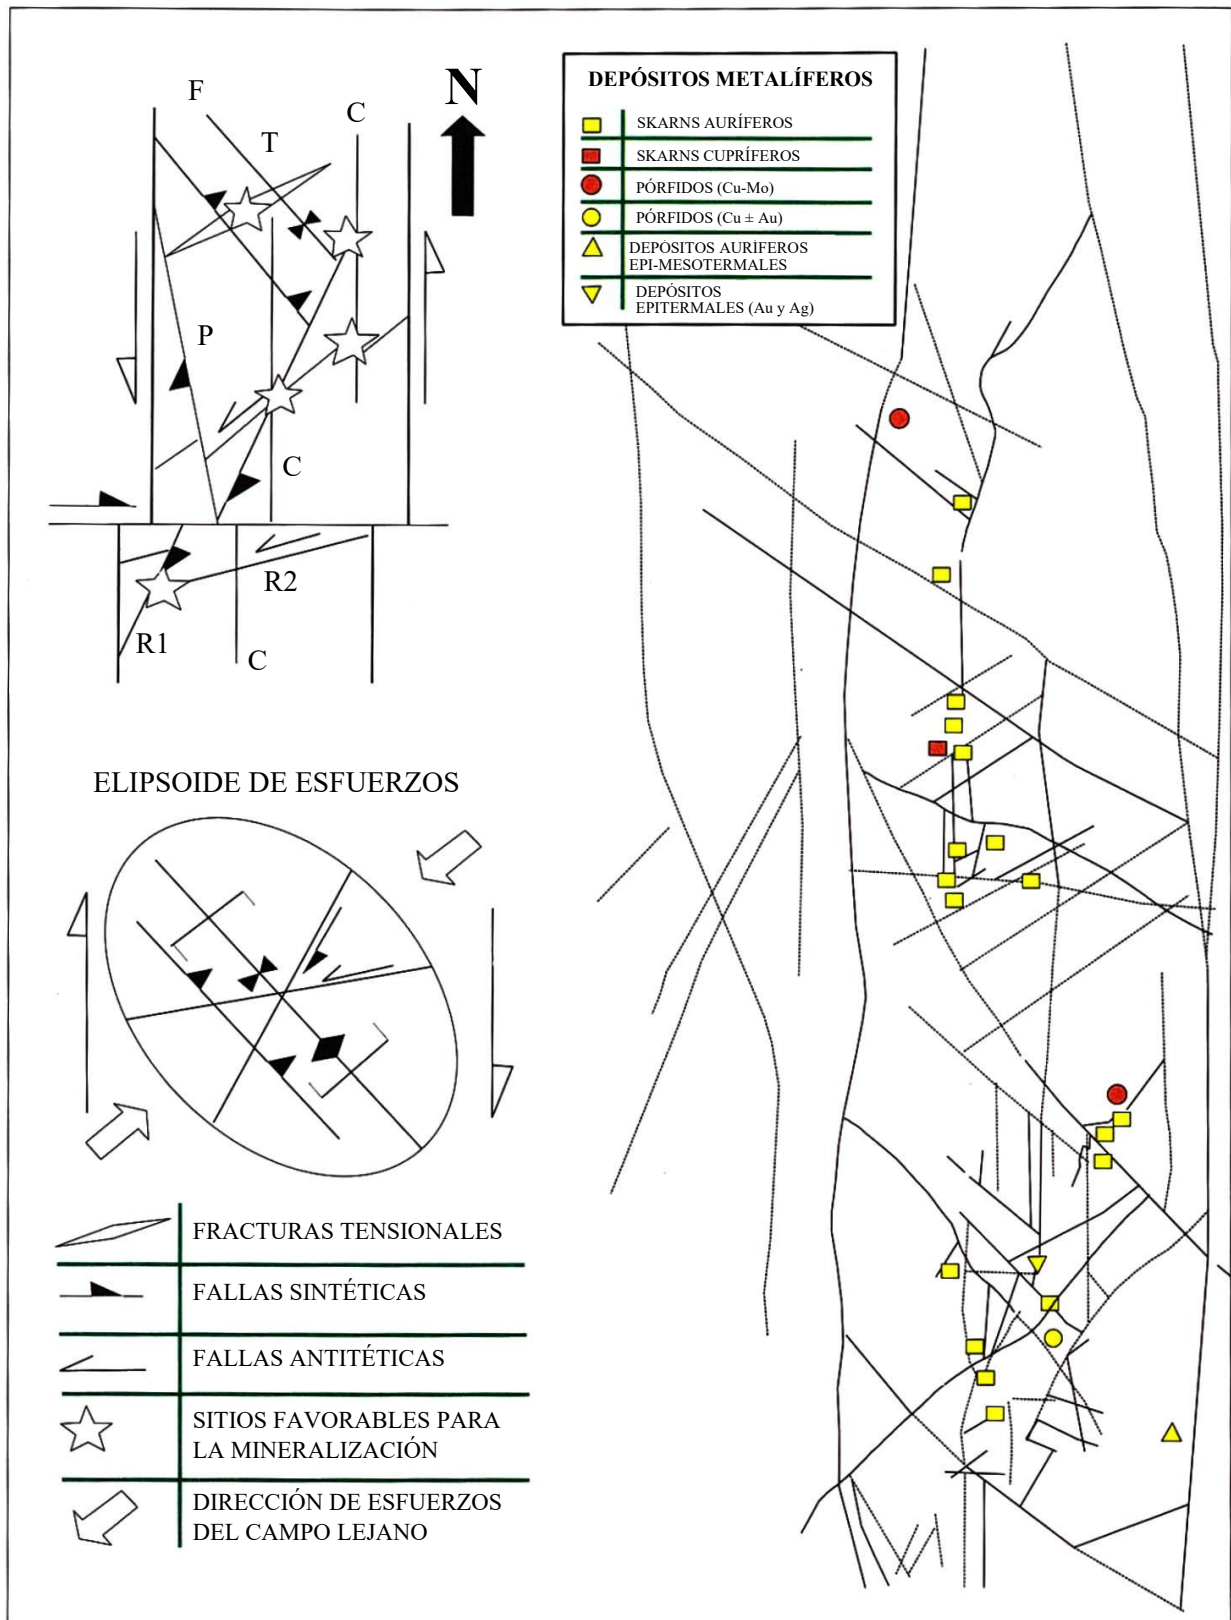 F
T
C
N
P
C
R2
R1
C
DEPÓSITOS METALÍFEROS
SKARNS AURÍFEROS
SKARNS CUPRÍFEROS
PÓRFIDOS (Cu-Mo)
PÓRFIDOS (Cu ± Au)
DEPÓSITOS AURÍFEROS
EPI-MESOTERMALES
DEPÓSITOS
EPITERMALES (Au y Ag)
ELIPSOIDE DE ESFUERZOS
FRACTURAS TENSIONALES
FALLAS SINTÉTICAS
FALLAS ANTITÉTICAS
SITIOS FAVORABLES PARA
LA MINERALIZACIÓN
DIRECCIÓN DE ESFUERZOS
DEL CAMPO LEJANO